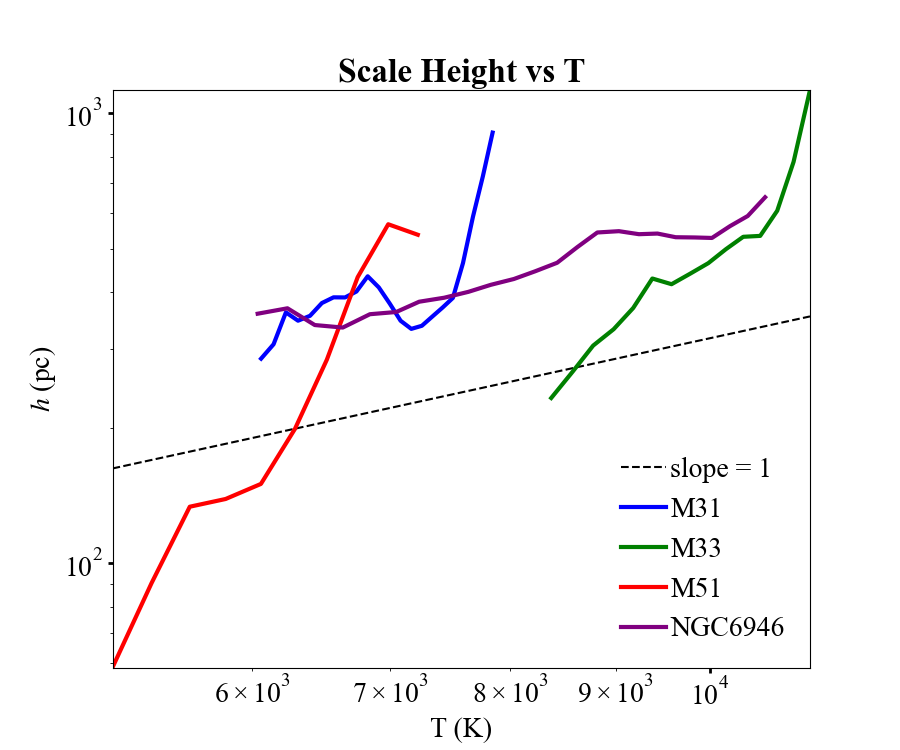 Scale Height vs T
10³
h (pc)
10²
slope = 1
M31
M33
M51
NGC6946
6 × 10³ 7 × 10³ 8 × 10³ 9 × 10³ 10⁴
T (K)